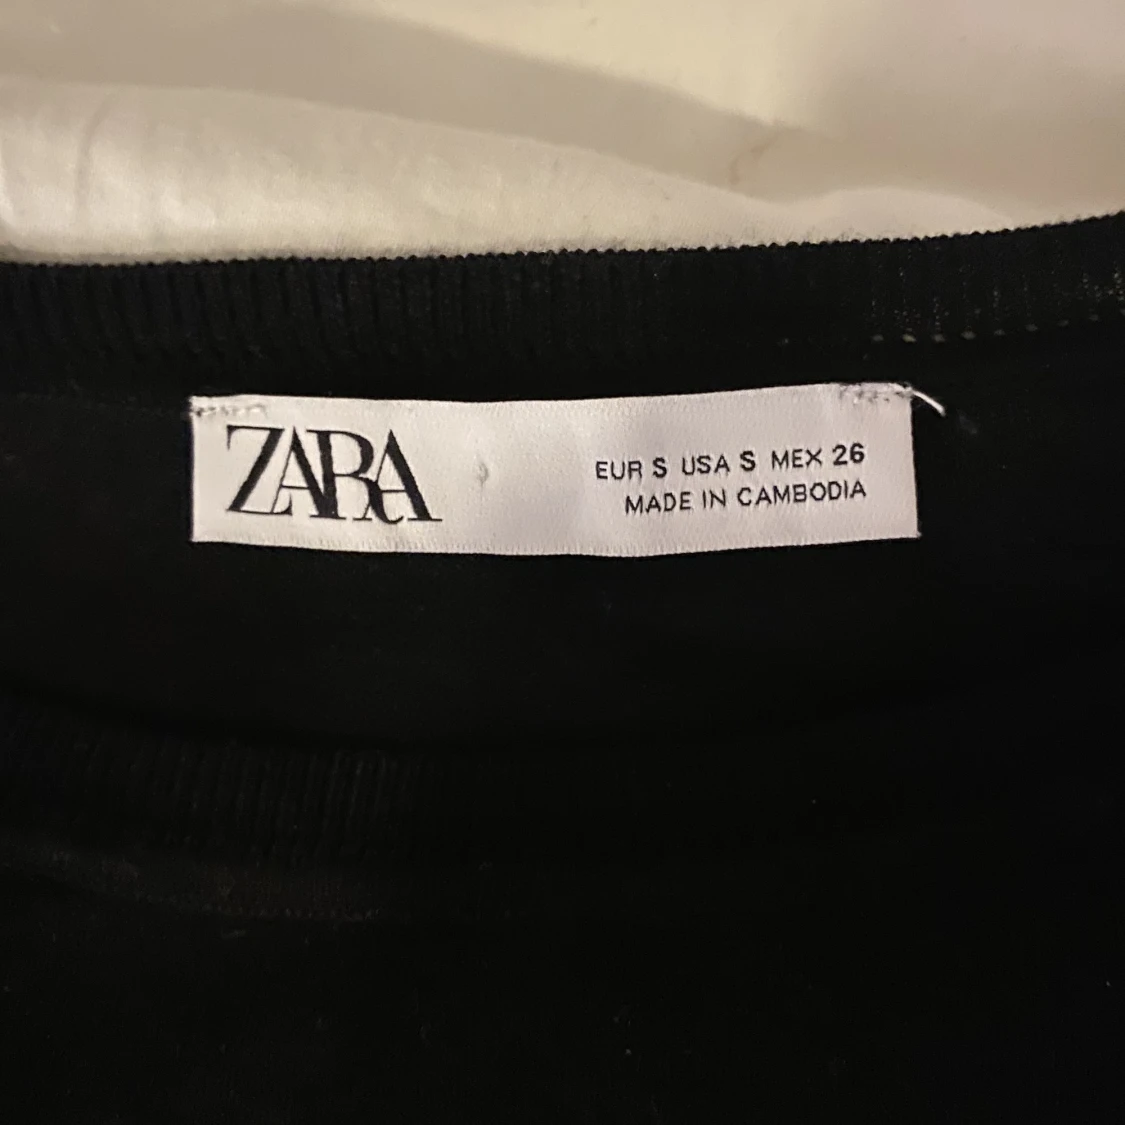 ZARA
EUR S USA S MEX 26
MADE IN CAMBODIA